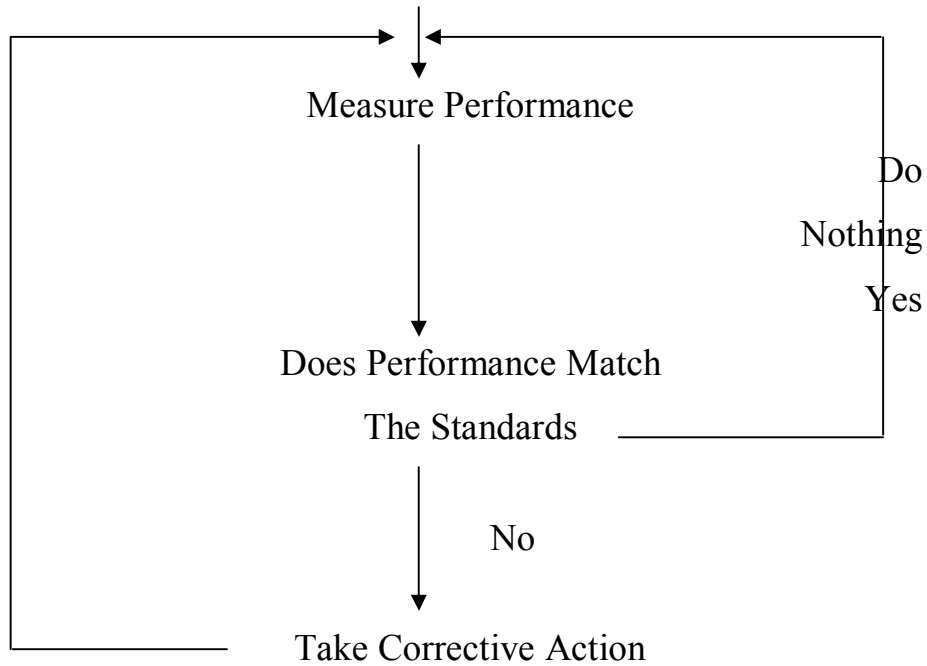 Measure Performance
Do
Nothing
Yes
Does Performance Match
The Standards
No
Take Corrective Action